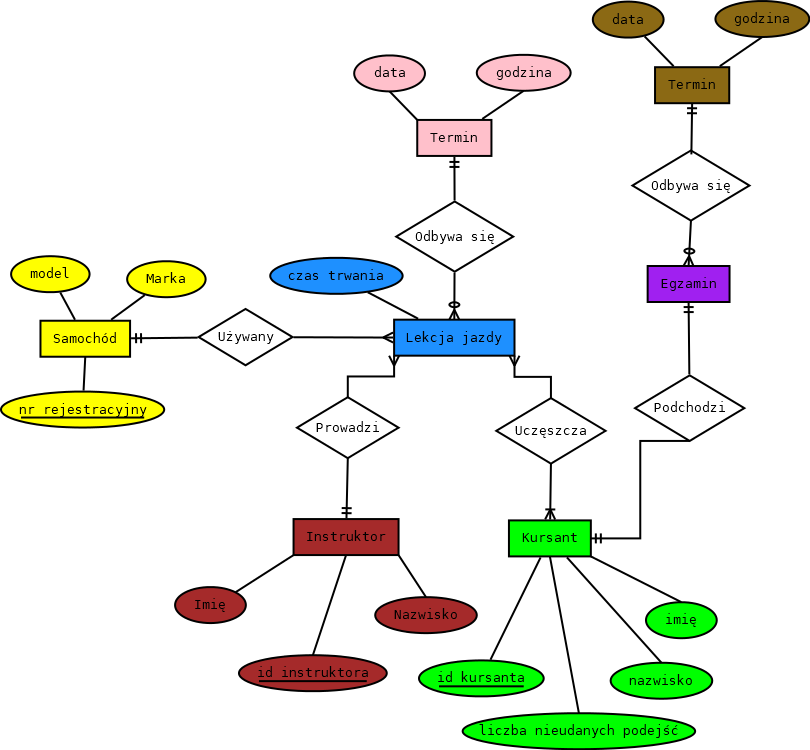 data
godzina
Termin
Odbywa się
data
godzina
Termin
Odbywa się
model
Marka
Samochód
nr rejestracyjny
Używany
czas trwania
Lekcja jazdy
Egzamin
Podchodzi
Prowadzi
Uczęszcza
Instruktor
Imię
Nazwisko
id instruktora
Kursant
imię
id kursanta
nazwisko
liczba nieudanych podejść